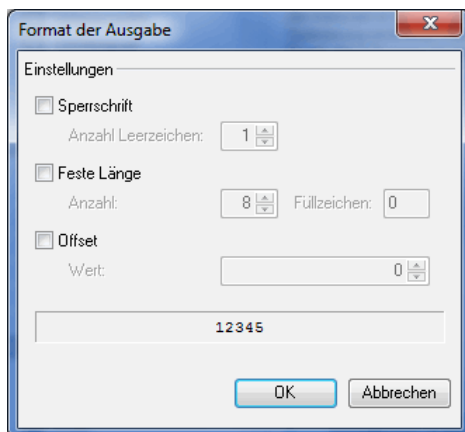 Format der Ausgabe
Einstellungen
Sperrschrift
Anzahl Leerzeichen: 1
Feste Länge
Anzahl: 8 Füllzeichen: 0
Offset
Wert: 0
12345
OK Abbrechen